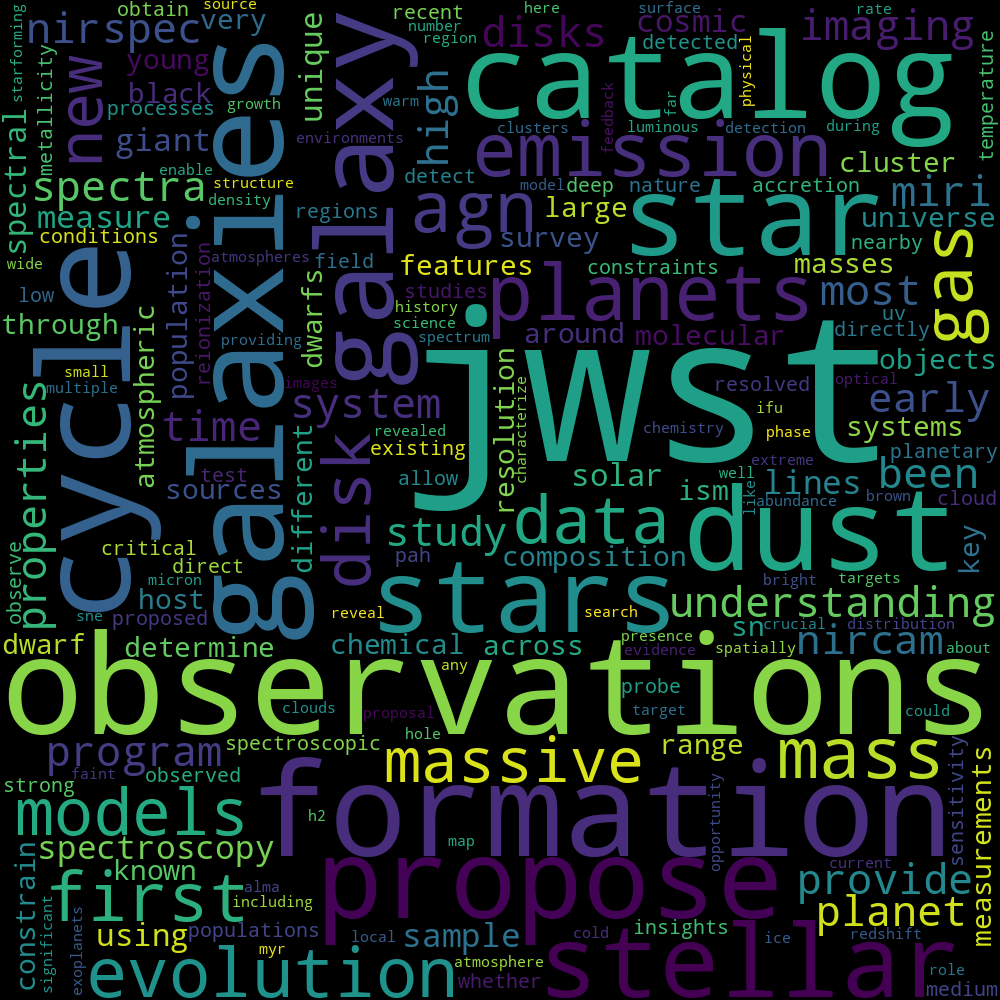 obtain
source
recent
here
surface
rate
starforming
nirspec
very
number
region
disks
cosmic
imaging
new
young
galaxies
unique
galaxy
high
catalog
detected
physical
temperature
spectral
metallicity
black
processes
growth
warm
feedback
far
giant
environments
clusters
luminous
detection
during
emission
enable
structure
density
spectra
measure
conditions
detect
model
deep
nature
accretion
cluster
miri
agn
large
star
universe
regions
survey
nearby
gas
wide
cycle
population
reionization
atmospheres
field
features
constraints
masses
low
through
atmospheric
dwarfs
studies
planets
most
history
science
uv
providing
spectrum
around
molecular
directly
small
multiple
images
jwst
objects
properties
time
system
disk
resolution
characterize
resolved
optical
early
revealed
ifu
chemistry
phase
systems
test
different
existing
extreme
planetary
sources
allow
solar
lines
well
been
ism
like
abundance
brown
cloud
data
dust
key
critical
study
direct
pah
composition
observe
micron
host
stars
bright
targets
understanding
sne
proposed
reveal
search
sn
crucial
distribution
dwarf
determine
chemical
across
presence
evidence
spatially
nircam
about
observations
any
probe
clouds
proposal
target
could
hole
program
spectroscopic
massive
range
mass
measurements
sensitivity
faint
observed
strong
models
formation
opportunity
h2
map
spectroscopy
constrain
known
current
first
alma
propose
provide
significant
including
planet
using
populations
local
sample
insights
cold
ice
redshift
myr
exoplanets
evolution
atmosphere
whether
stellar
role
medium